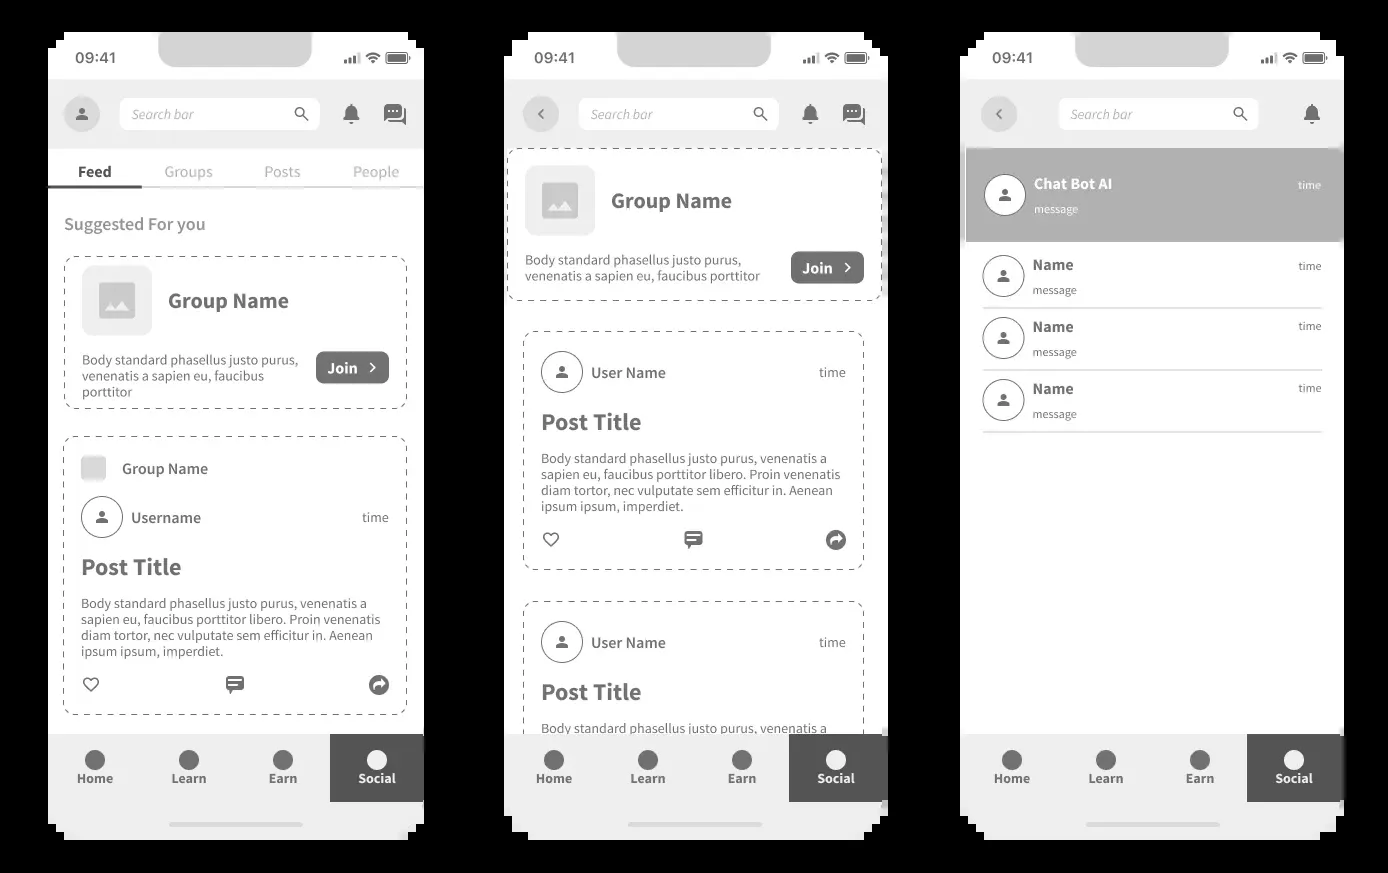 09:41
Search bar
Feed
Groups
Posts
People
Suggested For you
Group Name
Body standard phasellus justo purus,
venenatis a sapien eu, faucibus
porttitor
Join
Group Name
Username
time
Post Title
Body standard phasellus justo purus, venenatis a
sapien eu, faucibus porttitor libero. Proin venenatis
diam tortor, nec vulputate sem efficitur in. Aenean
ipsum ipsum, imperdiet.
Home
Learn
Earn
Social
09:41
Search bar
Group Name
Body standard phasellus justo purus,
venenatis a sapien eu, faucibus porttitor
Join
User Name
time
Post Title
Body standard phasellus justo purus, venenatis a
sapien eu, faucibus porttitor libero. Proin venenatis
diam tortor, nec vulputate sem efficitur in. Aenean
ipsum ipsum, imperdiet.
User Name
time
Post Title
Body standard phasellus justo purus, venenatis a
Home
Learn
Earn
Social
09:41
Search bar
Chat Bot AI
time
message
Name
time
message
Name
time
message
Name
time
message
Home
Learn
Earn
Social